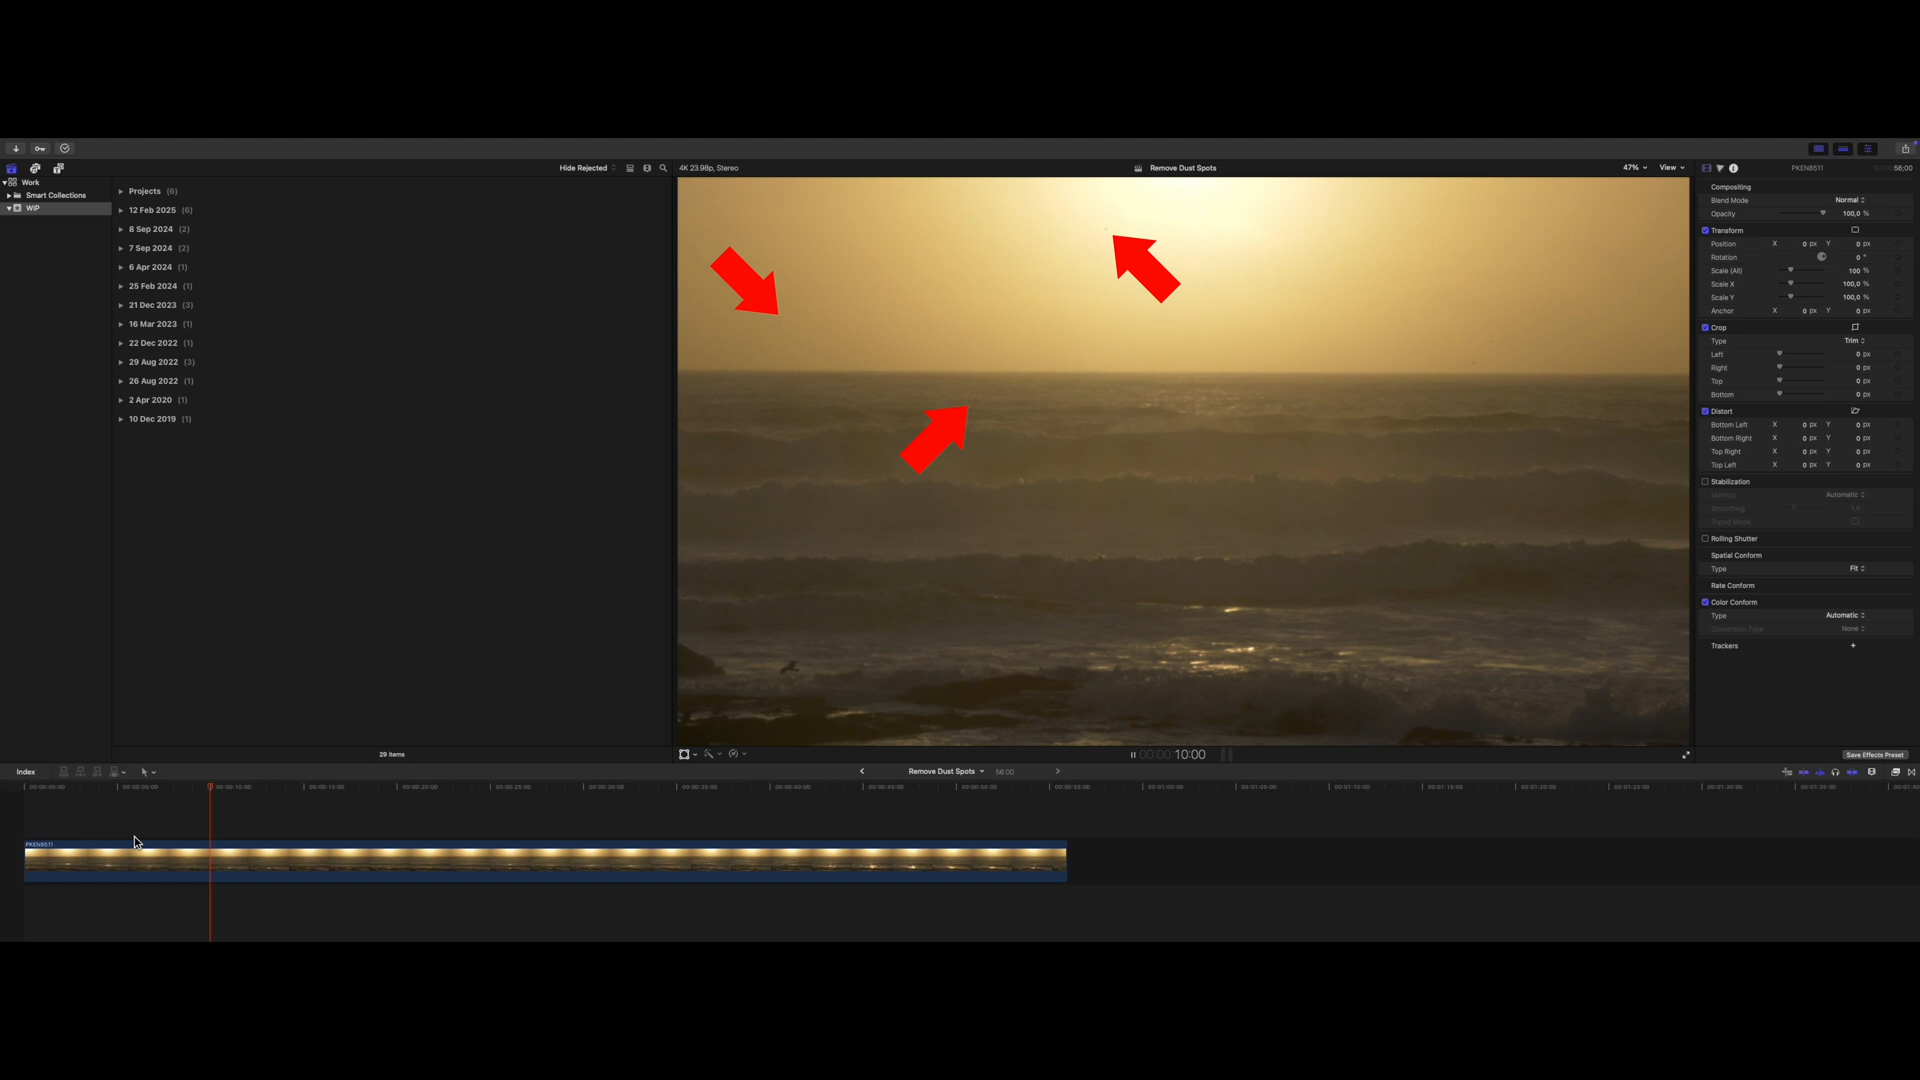 Hide Rejected
4K 23.98p, Stereo
Remove Dust Spots
47%
View
PKEN8511
56;00
Work
Smart Collections
WIP
Projects (6)
12 Feb 2025 (6)
8 Sep 2024 (2)
7 Sep 2024 (2)
6 Apr 2024 (1)
25 Feb 2024 (1)
21 Dec 2023 (3)
16 Mar 2023 (1)
22 Dec 2022 (1)
29 Aug 2022 (3)
26 Aug 2022 (1)
2 Apr 2020 (1)
10 Dec 2019 (1)
29 items
00:00:10:00
Compositing
Blend Mode Normal
Opacity 100,0 %
Transform
Position X 0 px Y 0 px
Rotation 0 °
Scale (All) 100 %
Scale X 100,0 %
Scale Y 100,0 %
Anchor X 0 px Y 0 px
Crop
Type Trim
Left 0 px
Right 0 px
Top 0 px
Bottom 0 px
Distort
Bottom Left X 0 px Y 0 px
Bottom Right X 0 px Y 0 px
Top Right X 0 px Y 0 px
Top Left X 0 px Y 0 px
Stabilization
Method Automatic
Smoothing 1,0
Tripod Mode
Rolling Shutter
Spatial Conform
Type Fit
Rate Conform
Color Conform
Type Automatic
Conversion Type None
Trackers +
Save Effects Preset
Index
Remove Dust Spots 56:00
00:00:00:00 00:00:05:00 00:00:10:00 00:00:15:00 00:00:20:00 00:00:25:00 00:00:30:00 00:00:35:00 00:00:40:00 00:00:45:00 00:00:50:00 00:00:55:00 00:01:00:00 00:01:05:00 00:01:10:00 00:01:15:00 00:01:20:00 00:01:25:00 00:01:30:00 00:01:35:00
PKEN8511